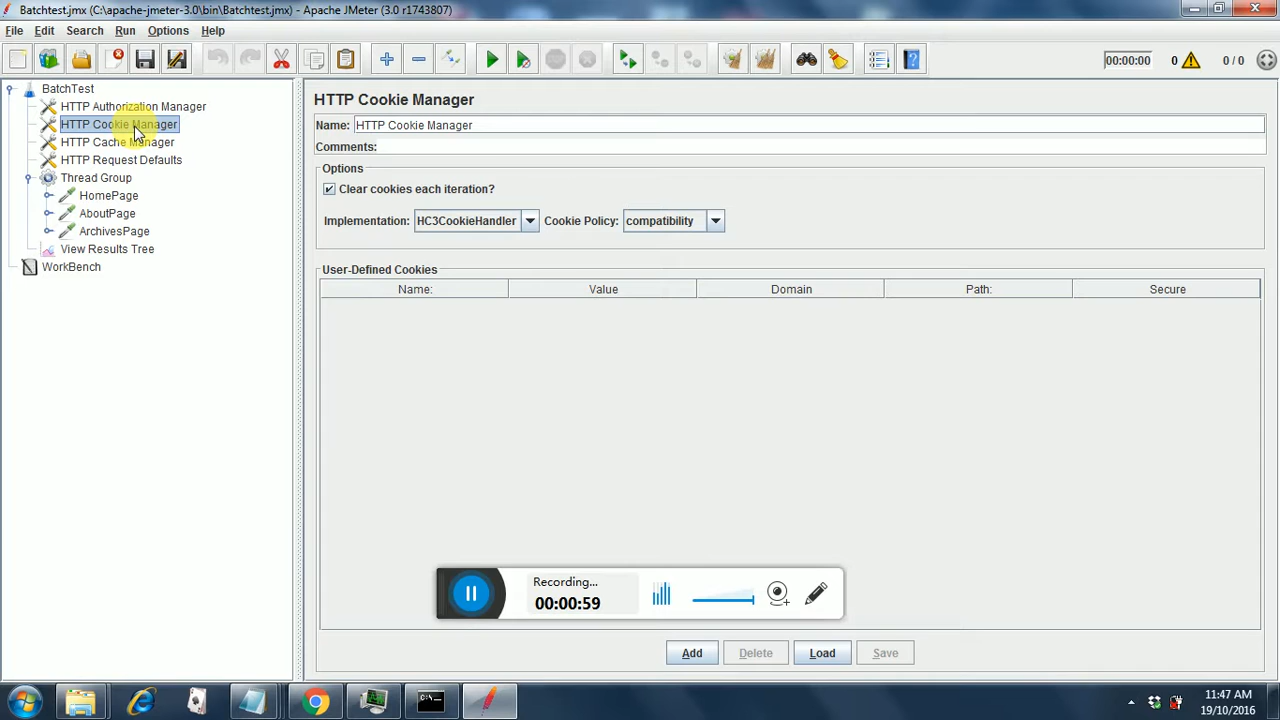 Batchtest.jmx (C:\apache-jmeter-3.0\bin\Batchtest.jmx) - Apache JMeter (3.0 r1743807)
File Edit Search Run Options Help
00:00:00 0 0 / 0
BatchTest
HTTP Authorization Manager
HTTP Cookie Manager
HTTP Cache Manager
HTTP Request Defaults
Thread Group
HomePage
AboutPage
ArchivesPage
View Results Tree
WorkBench
HTTP Cookie Manager
Name: HTTP Cookie Manager
Comments:
Options
Clear cookies each iteration?
Implementation: HC3CookieHandler Cookie Policy: compatibility
User-Defined Cookies
Name: Value Domain Path: Secure
Recording...
00:00:59
Add Delete Load Save
C:\
11:47 AM
19/10/2016